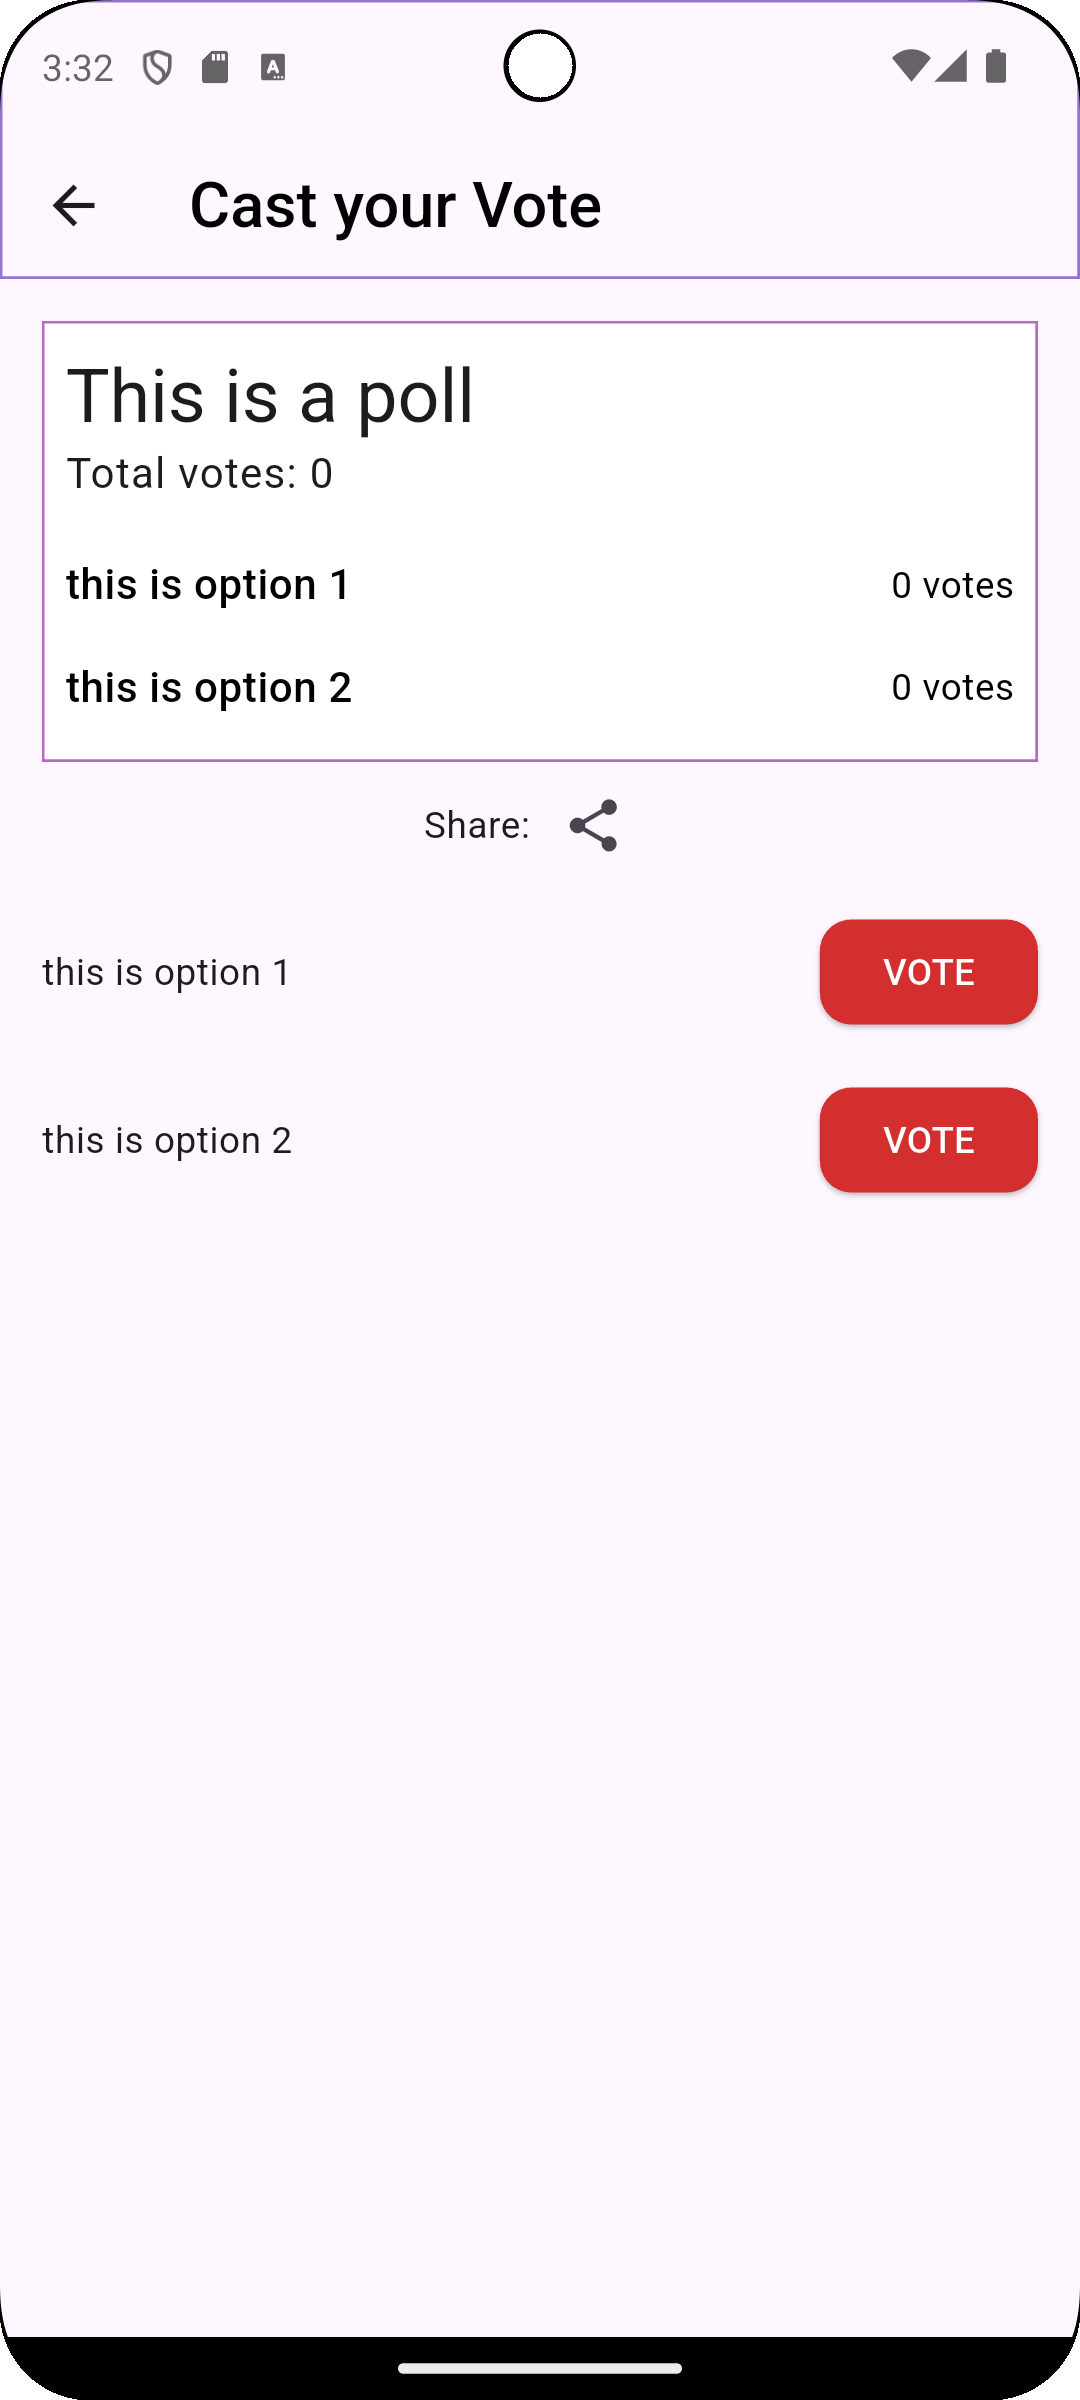 3:32
Cast your Vote
This is a poll
Total votes: 0
this is option 1 0 votes
this is option 2 0 votes
Share:
this is option 1 VOTE
this is option 2 VOTE